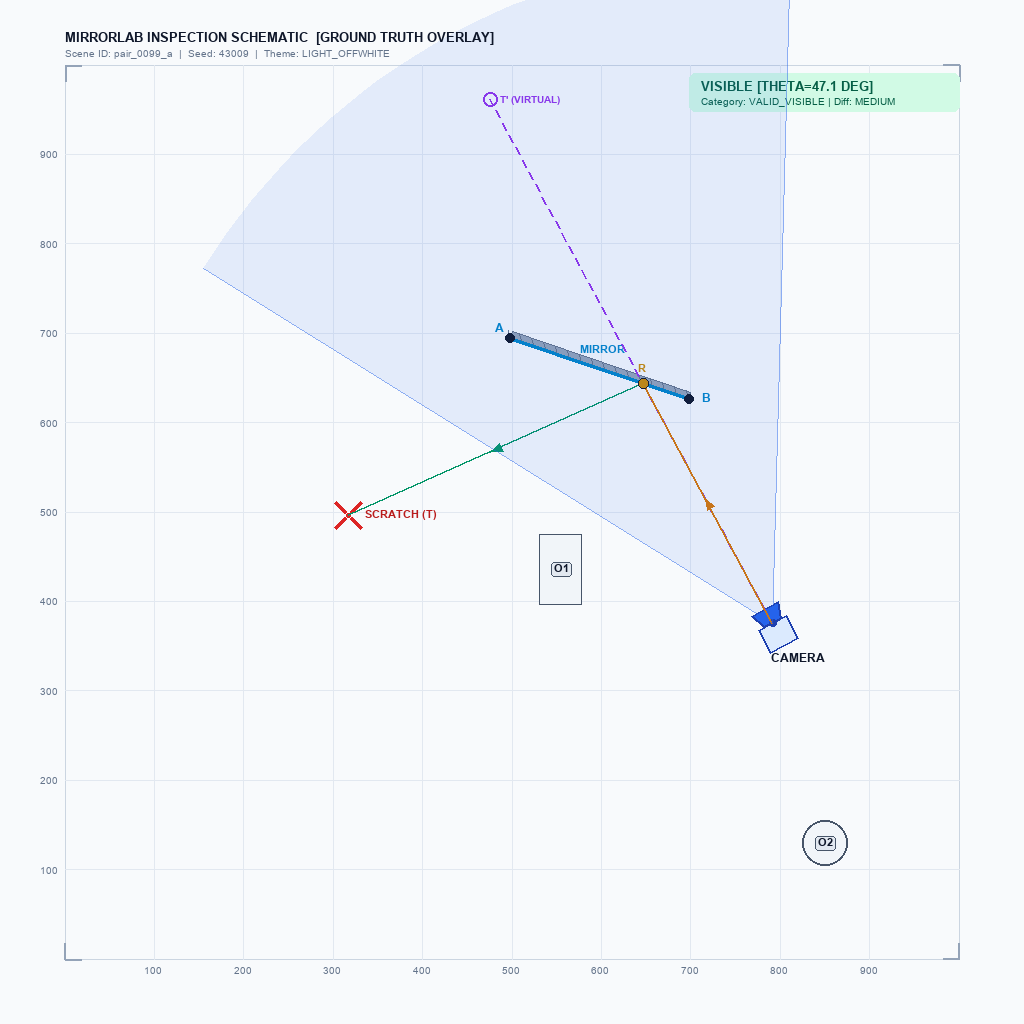 MIRRORLAB INSPECTION SCHEMATIC [GROUND TRUTH OVERLAY]
Scene ID: pair_0099_a | Seed: 43009 | Theme: LIGHT_OFFWHITE
VISIBLE [THETA=47.1 DEG]
Category: VALID_VISIBLE | Diff: MEDIUM
T' (VIRTUAL)
900
800
700
A
MIRROR
R
B
600
500
SCRATCH (T)
O1
400
CAMERA
300
200
O2
100
100 200 300 400 500 600 700 800 900